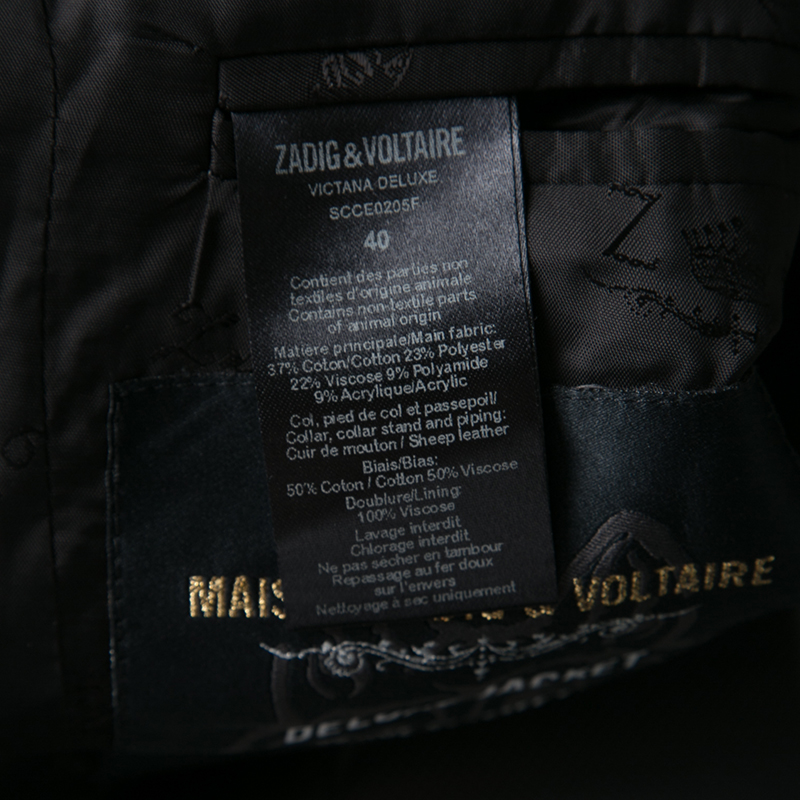 ZADIG & VOLTAIRE
VICTANA DELUXE
SCCE0205F
40
Contient des parties non
textiles d'origine animale
Contains non-textile parts
of animal origin
Matière principale/Main fabric:
37% Coton/Cotton 23% Polyester
22% Viscose 9% Polyamide
9% Acrylique/Acrylic
Col, pied de col et passepoil/
Collar, collar stand and piping:
Cuir de mouton / Sheep leather
Biais/Bias:
50% Coton / Cotton 50% Viscose
Doublure/Lining:
100% Viscose
Lavage interdit
Chlorage interdit
Ne pas sécher en tambour
Repassage au fer doux
sur l'envers
Nettoyage à sec uniquement
MAIS & VOLTAIRE
DELUXE JACKET